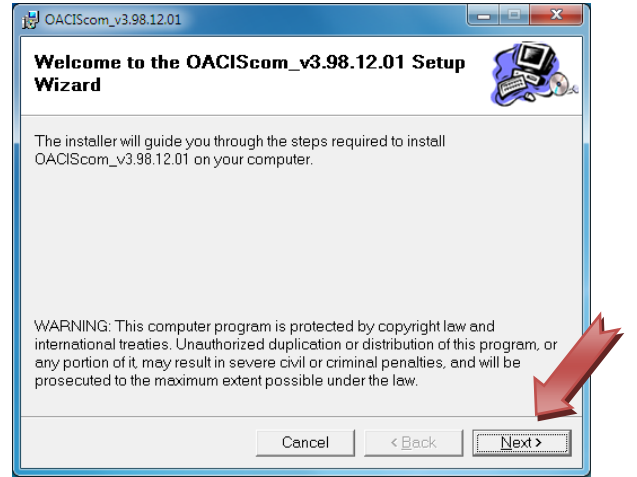 OACIScom_v3.98.12.01
Welcome to the OACIScom_v3.98.12.01 Setup
Wizard
The installer will guide you through the steps required to install
OACIScom_v3.98.12.01 on your computer.
WARNING: This computer program is protected by copyright law and
international treaties. Unauthorized duplication or distribution of this program, or
any portion of it, may result in severe civil or criminal penalties, and will be
prosecuted to the maximum extent possible under the law.
Cancel < Back Next >